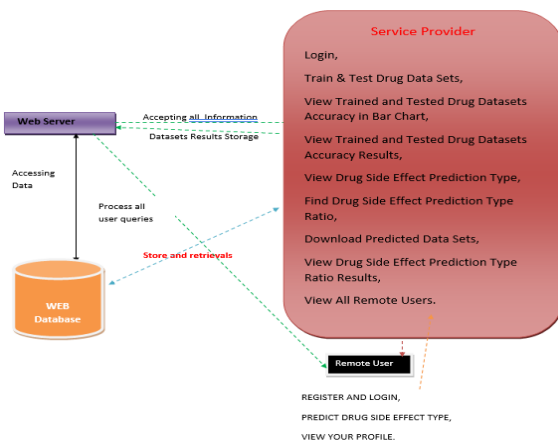 Service Provider
Login,
Train & Test Drug Data Sets,
View Trained and Tested Drug Datasets
Accuracy in Bar Chart,
View Trained and Tested Drug Datasets
Accuracy Results,
View Drug Side Effect Prediction Type,
Find Drug Side Effect Prediction Type
Ratio,
Download Predicted Data Sets,
View Drug Side Effect Prediction Type
Ratio Results,
View All Remote Users.
Web Server
Accepting all Information
Datasets Results Storage
Accessing
Data
Process all
user queries
Store and retrievals
WEB
Database
Remote User
REGISTER AND LOGIN,
PREDICT DRUG SIDE EFFECT TYPE,
VIEW YOUR PROFILE.